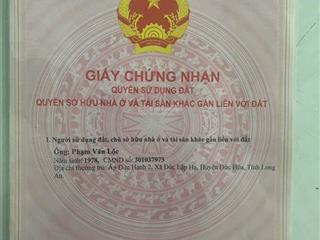 GIẤY CHỨNG NHẬN
QUYỀN SỬ DỤNG ĐẤT
QUYỀN SỞ HỮU NHÀ Ở VÀ TÀI SẢN KHÁC GẮN LIỀN VỚI ĐẤT
I. Người sử dụng đất, chủ sở hữu nhà ở và tài sản khác gắn liền với đất
Ông: Phạm Văn Lộc
Năm sinh: 1978, CMND số: 301037973
Địa chỉ thường trú: Ấp Đức Hạnh 2, Xã Đức Lập Hạ, Huyện Đức Hòa, Tỉnh Long
An.